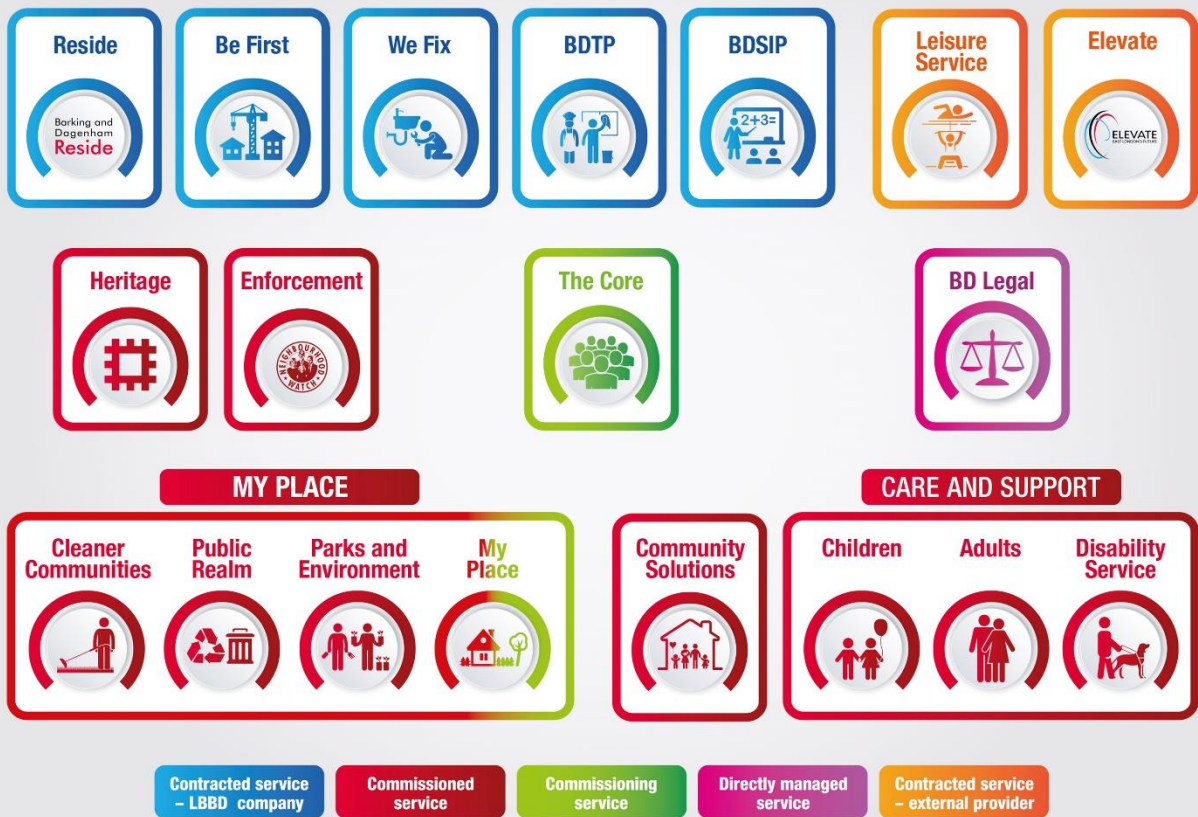 Reside
Be First
We Fix
BDTP
BDSIP
Leisure
Service
Elevate
Barking and
Dagenham
Reside
2+3=
ELEVATE
EAST LONDON'S FUTURE
Heritage
Enforcement
The Core
BD Legal
NEIGHBOURHOOD
WATCH
MY PLACE
CARE AND SUPPORT
Cleaner
Communities
Public
Realm
Parks and
Environment
My
Place
Community
Solutions
Children
Adults
Disability
Service
Contracted service
– LBBD company
Commissioned
service
Commissioning
service
Directly managed
service
Contracted service
– external provider